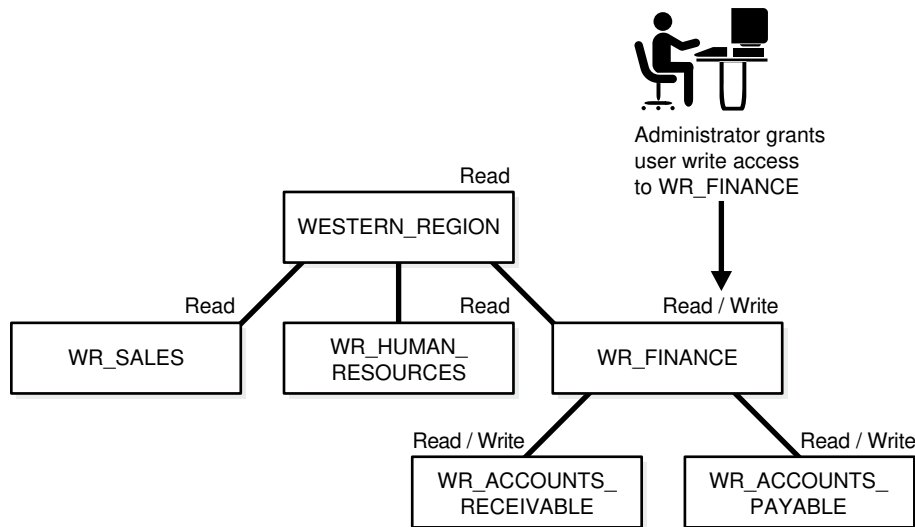 Administrator grants
user write access
to WR_FINANCE
Read
WESTERN_REGION
Read
Read
Read / Write
WR_SALES
WR_HUMAN_
RESOURCES
WR_FINANCE
Read / Write
Read / Write
WR_ACCOUNTS_
RECEIVABLE
WR_ACCOUNTS_
PAYABLE